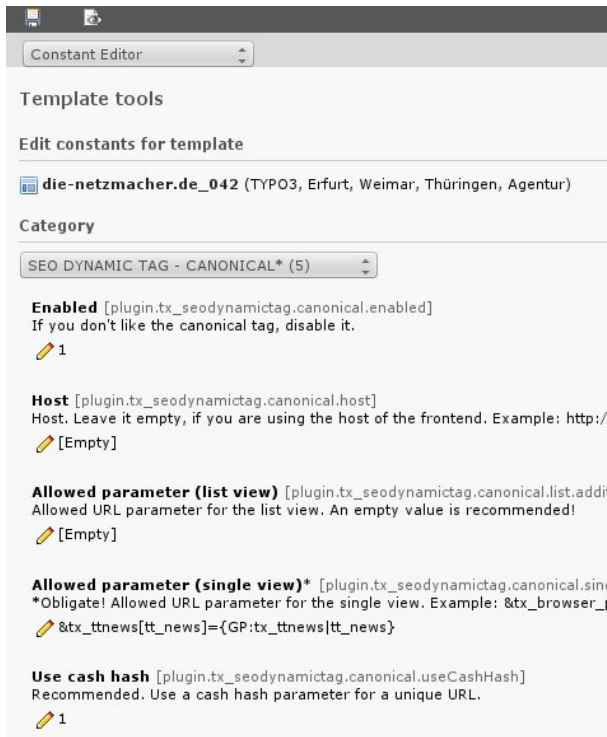 Constant Editor
Template tools
Edit constants for template
die-netzmacher.de_042 (TYPO3, Erfurt, Weimar, Thüringen, Agentur)
Category
SEO DYNAMIC TAG - CANONICAL* (5)
Enabled [plugin.tx_seodynamictag.canonical.enabled]
If you don't like the canonical tag, disable it.
1
Host [plugin.tx_seodynamictag.canonical.host]
Host. Leave it empty, if you are using the host of the frontend. Example: http:/
[Empty]
Allowed parameter (list view) [plugin.tx_seodynamictag.canonical.list.addi
Allowed URL parameter for the list view. An empty value is recommended!
[Empty]
Allowed parameter (single view)* [plugin.tx_seodynamictag.canonical.sin
*Obligate! Allowed URL parameter for the single view. Example: &tx_browser_
&tx_ttnews[tt_news]={GP:tx_ttnews|tt_news}
Use cash hash [plugin.tx_seodynamictag.canonical.useCashHash]
Recommended. Use a cash hash parameter for a unique URL.
1